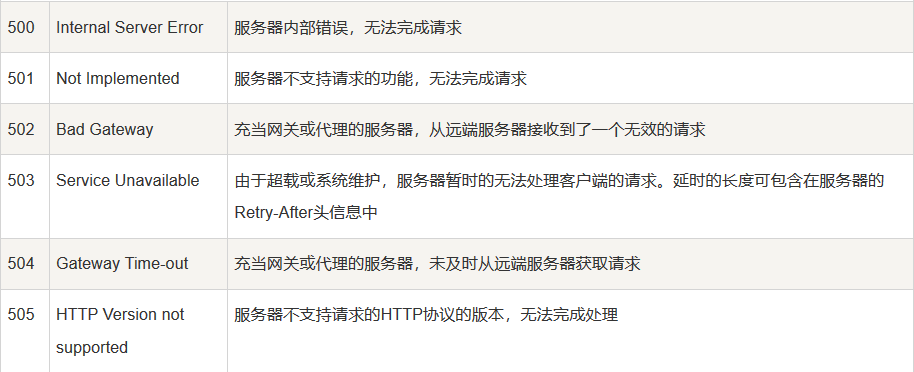 500 Internal Server Error 服务器内部错误，无法完成请求
501 Not Implemented 服务器不支持请求的功能，无法完成请求
502 Bad Gateway 充当网关或代理的服务器，从远端服务器接收到了一个无效的请求
503 Service Unavailable 由于超载或系统维护，服务器暂时的无法处理客户端的请求。延时的长度可包含在服务器的
Retry-After头信息中
504 Gateway Time-out 充当网关或代理的服务器，未及时从远端服务器获取请求
505 HTTP Version not 服务器不支持请求的HTTP协议的版本，无法完成处理
supported